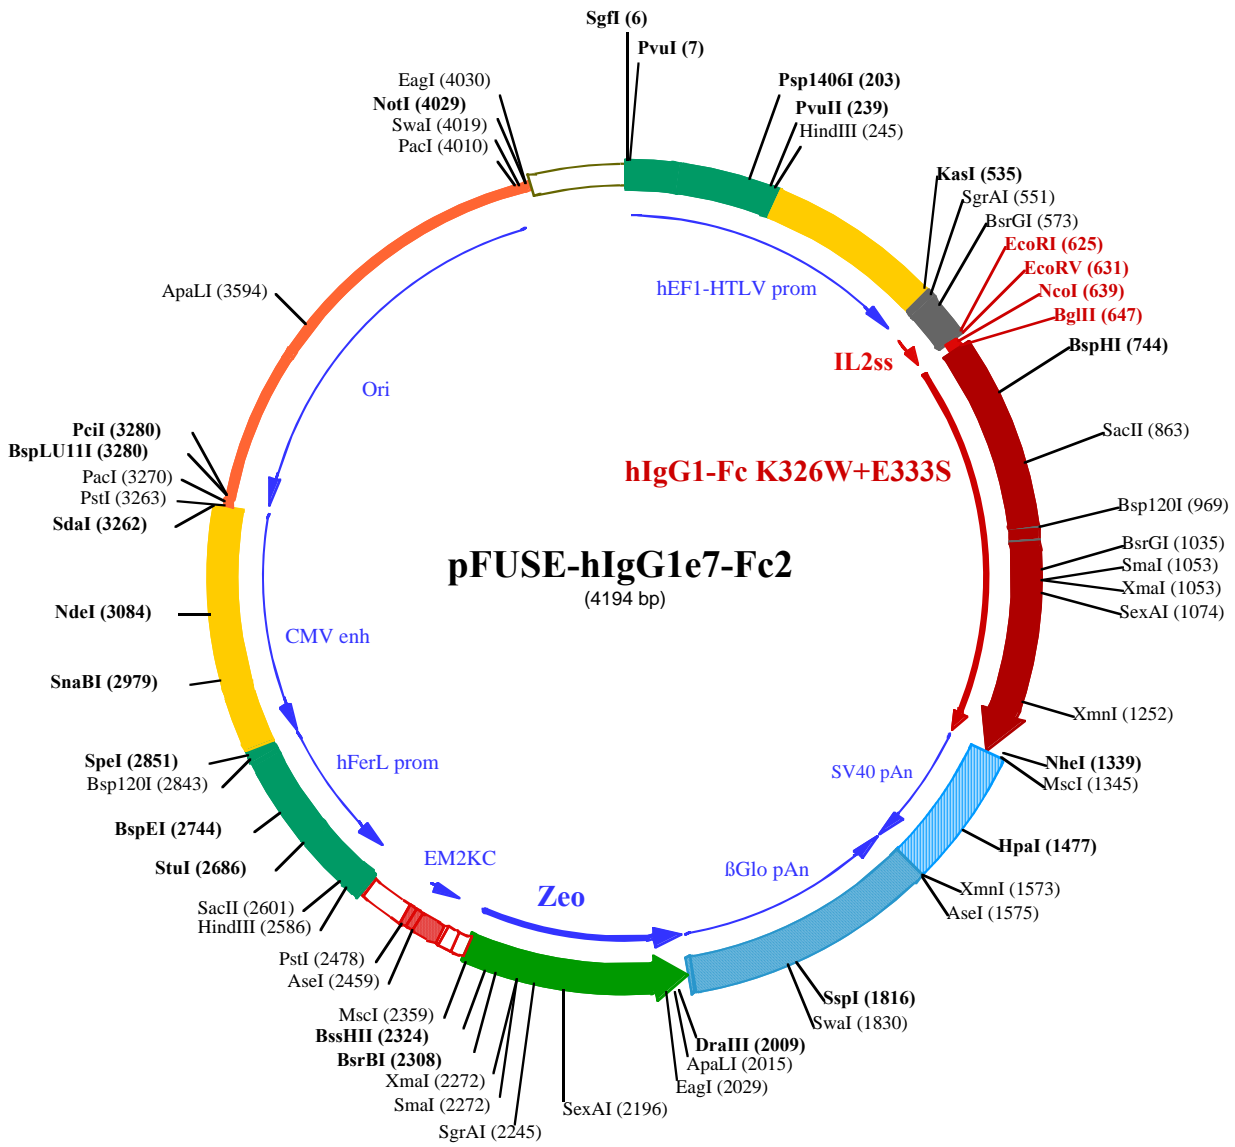 SgfI (6)
PvuI (7)
Psp1406I (203)
PvuII (239)
HindIII (245)
KasI (535)
SgrAI (551)
BsrGI (573)
EcoRI (625)
EcoRV (631)
NcoI (639)
BglII (647)
BspHI (744)
SacII (863)
Bsp120I (969)
BsrGI (1035)
SmaI (1053)
XmaI (1053)
SexAI (1074)
XmnI (1252)
NheI (1339)
MscI (1345)
HpaI (1477)
XmnI (1573)
AseI (1575)
SspI (1816)
SwaI (1830)
DraIII (2009)
ApaLI (2015)
EagI (2029)
SexAI (2196)
SgrAI (2245)
SmaI (2272)
XmaI (2272)
BsrBI (2308)
BssHII (2324)
MscI (2359)
AseI (2459)
PstI (2478)
HindIII (2586)
SacII (2601)
StuI (2686)
BspEI (2744)
Bsp120I (2843)
SpeI (2851)
SnaBI (2979)
NdeI (3084)
SdaI (3262)
PstI (3263)
PacI (3270)
BspLU11I (3280)
PciI (3280)
ApaLI (3594)
PacI (4010)
SwaI (4019)
NotI (4029)
EagI (4030)
hEF1-HTLV prom
IL2ss
hIgG1-Fc K326W+E333S
SV40 pAn
ßGlo pAn
Zeo
EM2KC
hFerL prom
CMV enh
Ori
pFUSE-hIgG1e7-Fc2
(4194 bp)